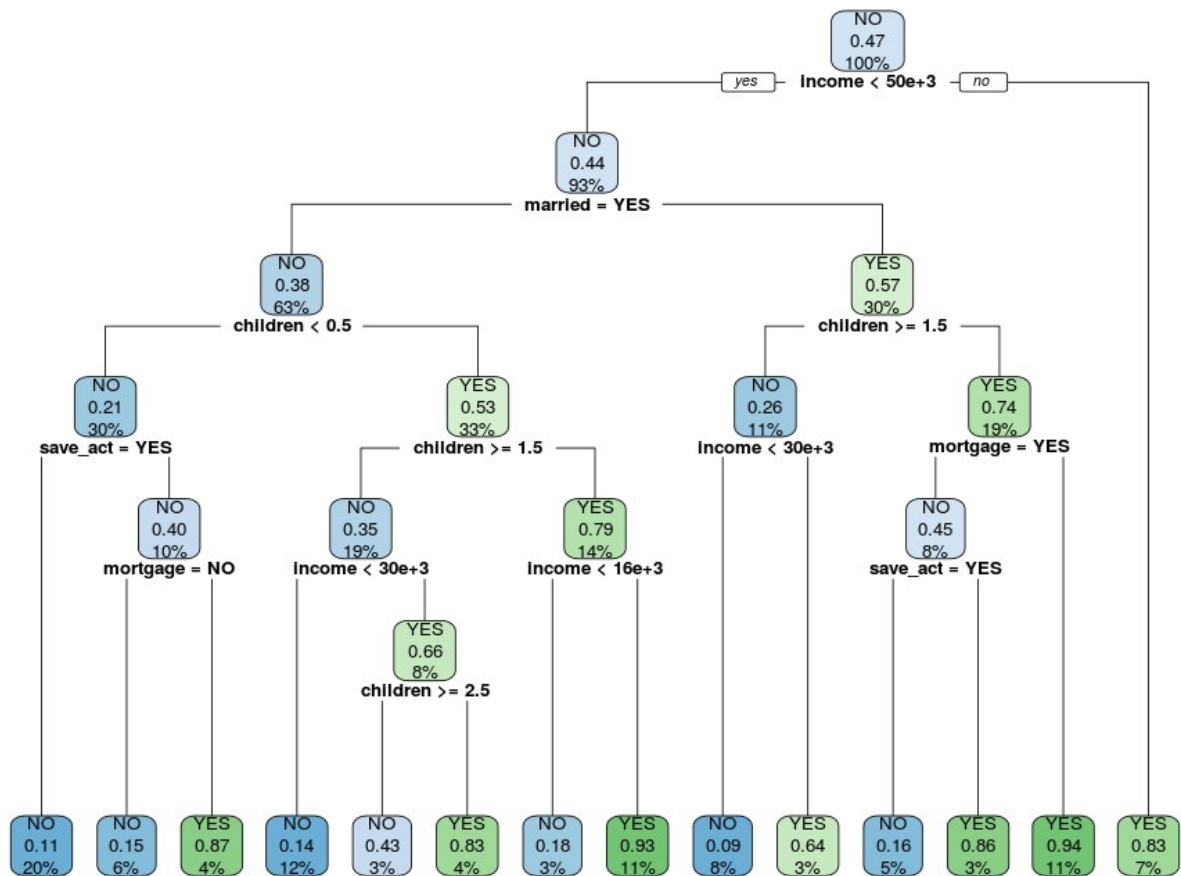 NO
0.47
100%
yes income < 50e+3 no
NO
0.44
93%
married = YES
NO YES
0.38 0.57
63% 30%
children < 0.5 children >= 1.5
NO YES NO YES
0.21 0.53 0.26 0.74
30% 33% 11% 19%
save_act = YES children >= 1.5 income < 30e+3 mortgage = YES
NO NO YES NO
0.40 0.35 0.79 0.45
10% 19% 14% 8%
mortgage = NO income < 30e+3 income < 16e+3 save_act = YES
YES
0.66
8%
children >= 2.5
NO NO YES NO NO YES NO YES NO YES NO YES YES YES
0.11 0.15 0.87 0.14 0.43 0.83 0.18 0.93 0.09 0.64 0.16 0.86 0.94 0.83
20% 6% 4% 12% 3% 4% 3% 11% 8% 3% 5% 3% 11% 7%